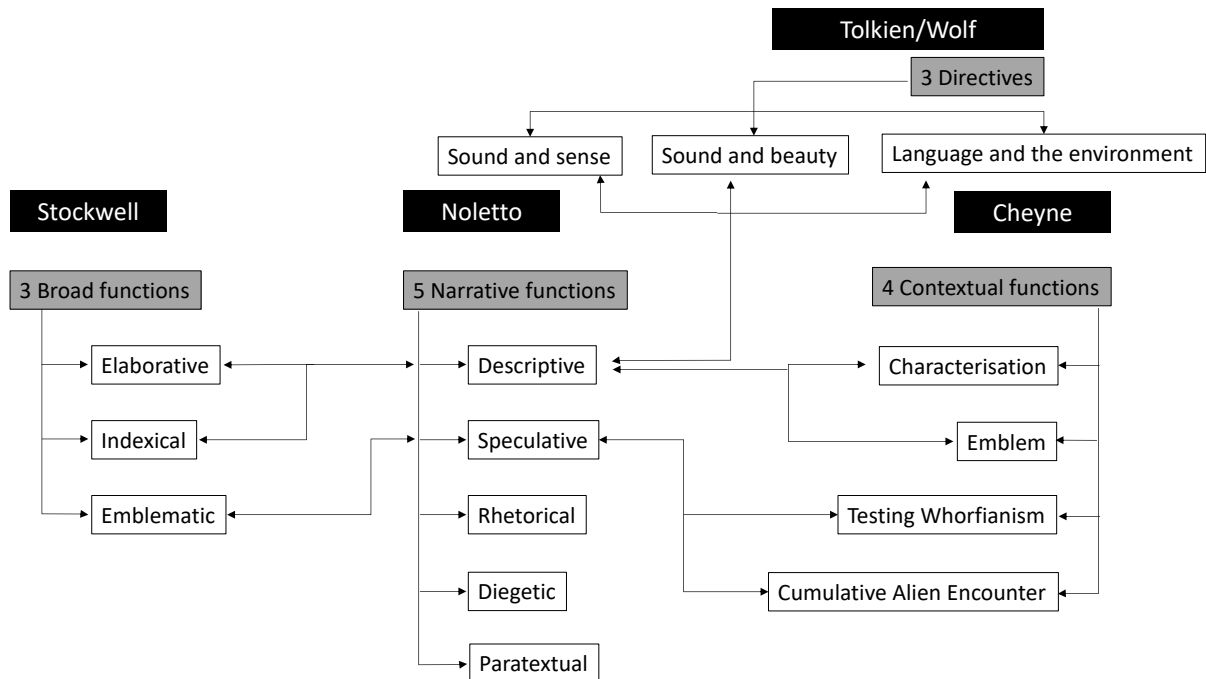 Tolkien/Wolf
3 Directives
Sound and sense
Sound and beauty
Language and the environment
Stockwell
Noletto
Cheyne
3 Broad functions
5 Narrative functions
4 Contextual functions
Elaborative
Descriptive
Characterisation
Indexical
Speculative
Emblem
Emblematic
Rhetorical
Testing Whorfianism
Diegetic
Cumulative Alien Encounter
Paratextual